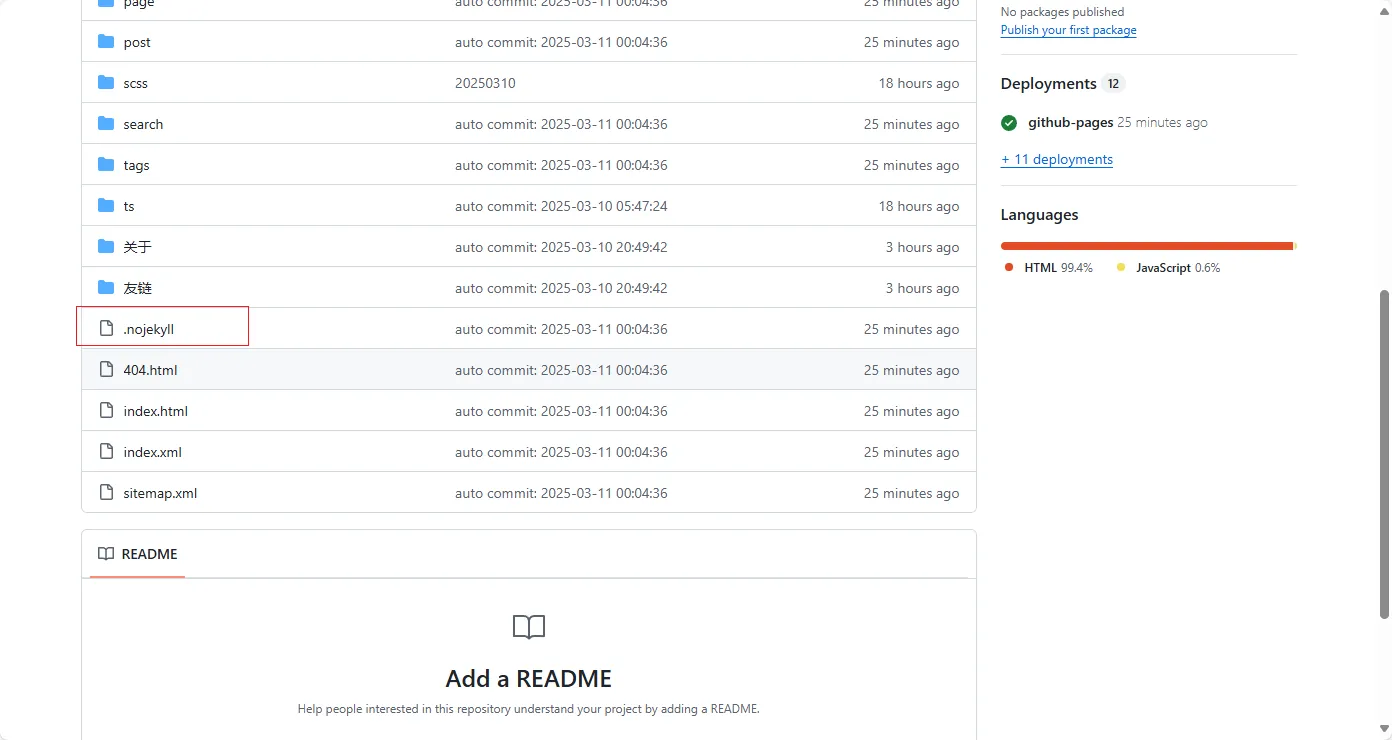 page auto commit: 2025-03-11 00:04:36 25 minutes ago
post auto commit: 2025-03-11 00:04:36 25 minutes ago
scss 20250310 18 hours ago
search auto commit: 2025-03-11 00:04:36 25 minutes ago
tags auto commit: 2025-03-11 00:04:36 25 minutes ago
ts auto commit: 2025-03-10 05:47:24 18 hours ago
关于 auto commit: 2025-03-10 20:49:42 3 hours ago
友链 auto commit: 2025-03-10 20:49:42 3 hours ago
.nojekyll auto commit: 2025-03-11 00:04:36 25 minutes ago
404.html auto commit: 2025-03-11 00:04:36 25 minutes ago
index.html auto commit: 2025-03-11 00:04:36 25 minutes ago
index.xml auto commit: 2025-03-11 00:04:36 25 minutes ago
sitemap.xml auto commit: 2025-03-11 00:04:36 25 minutes ago
README
Add a README
Help people interested in this repository understand your project by adding a README.
No packages published
Publish your first package
Deployments 12
github-pages 25 minutes ago
+ 11 deployments
Languages
HTML 99.4% JavaScript 0.6%